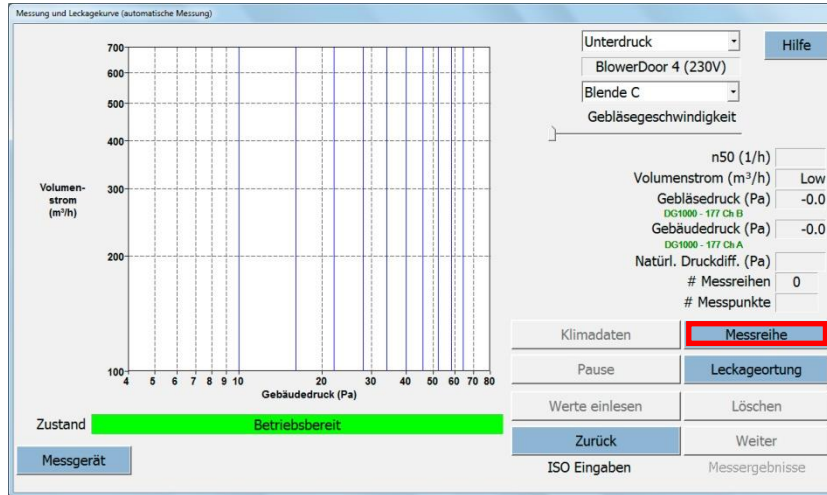 Messung und Leckagekurve (automatische Messung)
700
600
500
400
300
200
100
Volumen-
strom
(m³/h)
4 5 6 7 8 9 10 20 30 40 50 60 70 80
Gebäudedruck (Pa)
Zustand Betriebsbereit
Messgerät
Unterdruck Hilfe
BlowerDoor 4 (230V)
Blende C
Gebläsegeschwindigkeit
n50 (1/h)
Volumenstrom (m³/h) Low
Gebläsedruck (Pa) -0.0
DG1000 - 177 Ch B
Gebäudedruck (Pa) -0.0
DG1000 - 177 Ch A
Natürl. Druckdiff. (Pa)
# Messreihen 0
# Messpunkte
Klimadaten Messreihe
Pause Leckageortung
Werte einlesen Löschen
Zurück Weiter
ISO Eingaben Messergebnisse